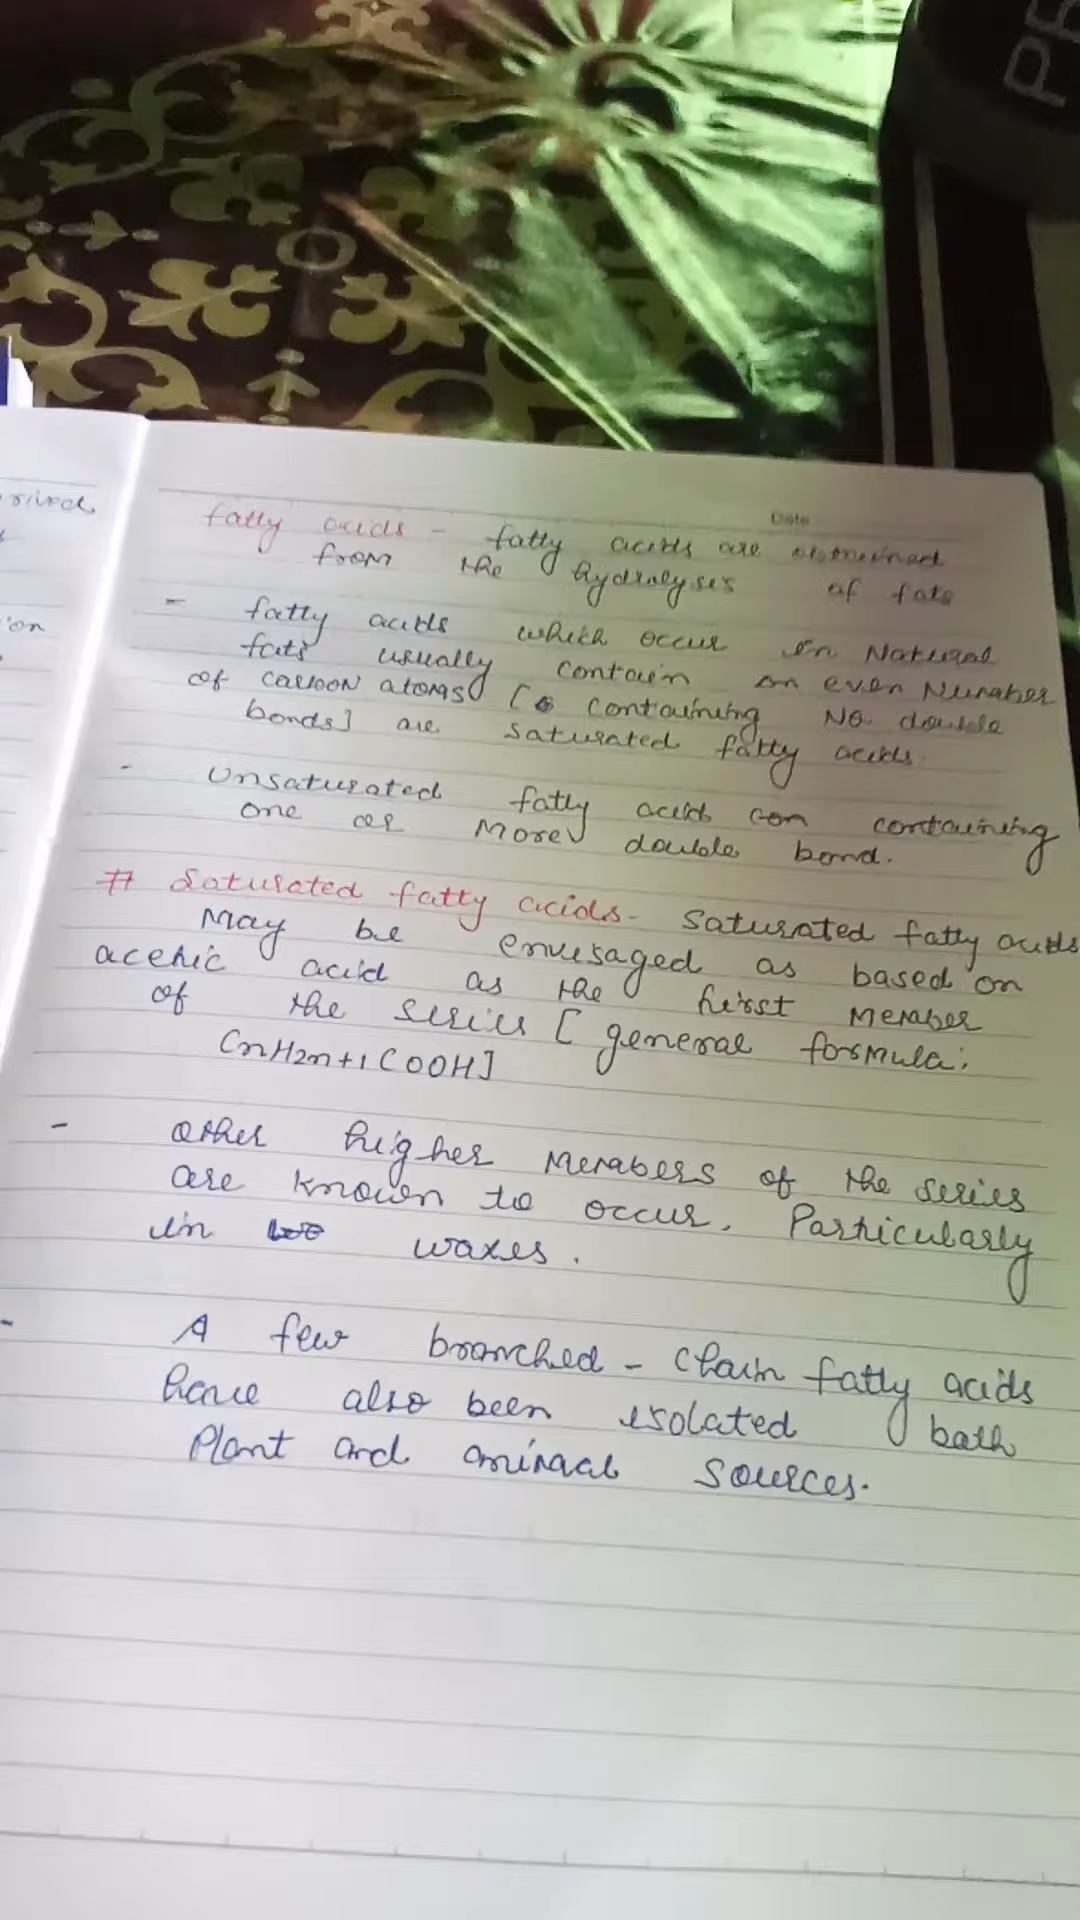 PE
rived
ion
Date
fatty acids - fatty acids are obtained
from the hydrolyses of fats
- fatty acids which occur in Natural
fats usually contain an even Number
of carbon atoms [ containing No double
bonds] are saturated fatty acids.
- Unsaturated fatty acids con containing
one or More double bond.
# Saturated fatty acids- Saturated fatty acids
May be envisaged as based on
acetic acid as the first Member
of the series [ general formula:
CnH2n+1COOH]
- Other higher Members of the series
are known to occur. Particularly
in waxes.
- A few branched - chain fatty acids
have also been isolated bath
Plant and animal sources.